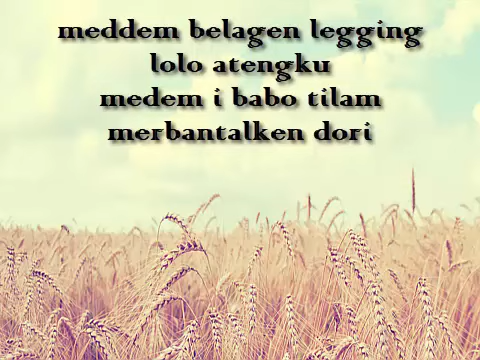 meddem belagen legging
lolo atengku
medem i babo tilam
merbantalken dori